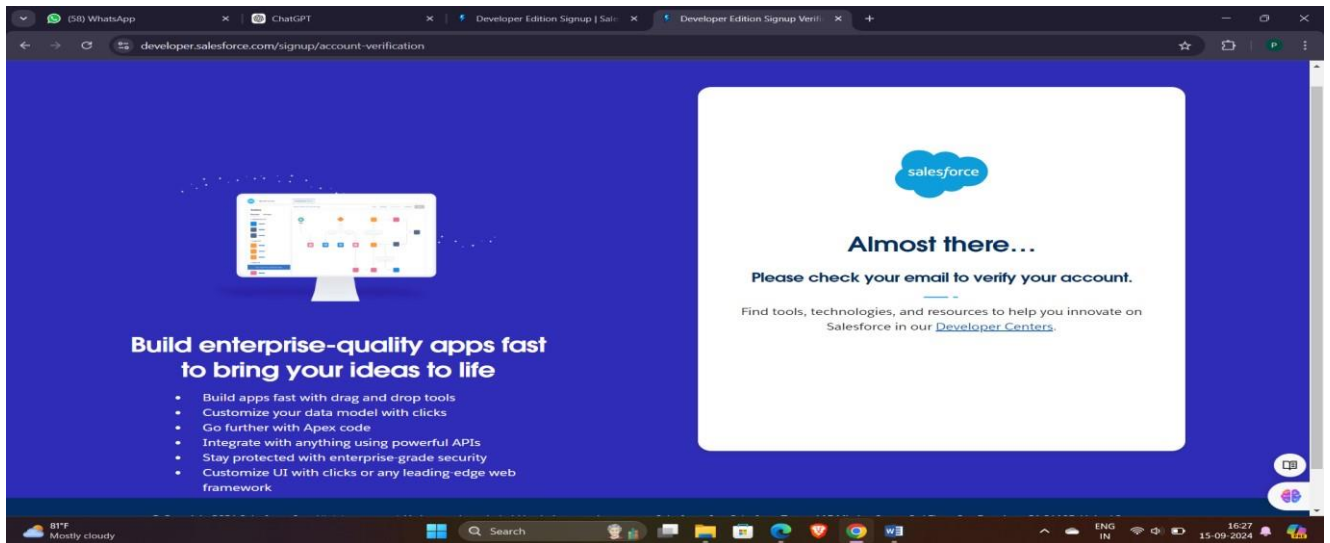 (58) WhatsApp
ChatGPT
Developer Edition Signup | Sale
Developer Edition Signup Verifi
developer.salesforce.com/signup/account-verification
P
salesforce
Almost there...
Please check your email to verify your account.
Find tools, technologies, and resources to help you innovate on
Salesforce in our Developer Centers.
Build enterprise-quality apps fast
to bring your ideas to life
• Build apps fast with drag and drop tools
• Customize your data model with clicks
• Go further with Apex code
• Integrate with anything using powerful APIs
• Stay protected with enterprise-grade security
• Customize UI with clicks or any leading-edge web
framework
81°F
Mostly cloudy
Search
ENG
IN
16:27
15-09-2024